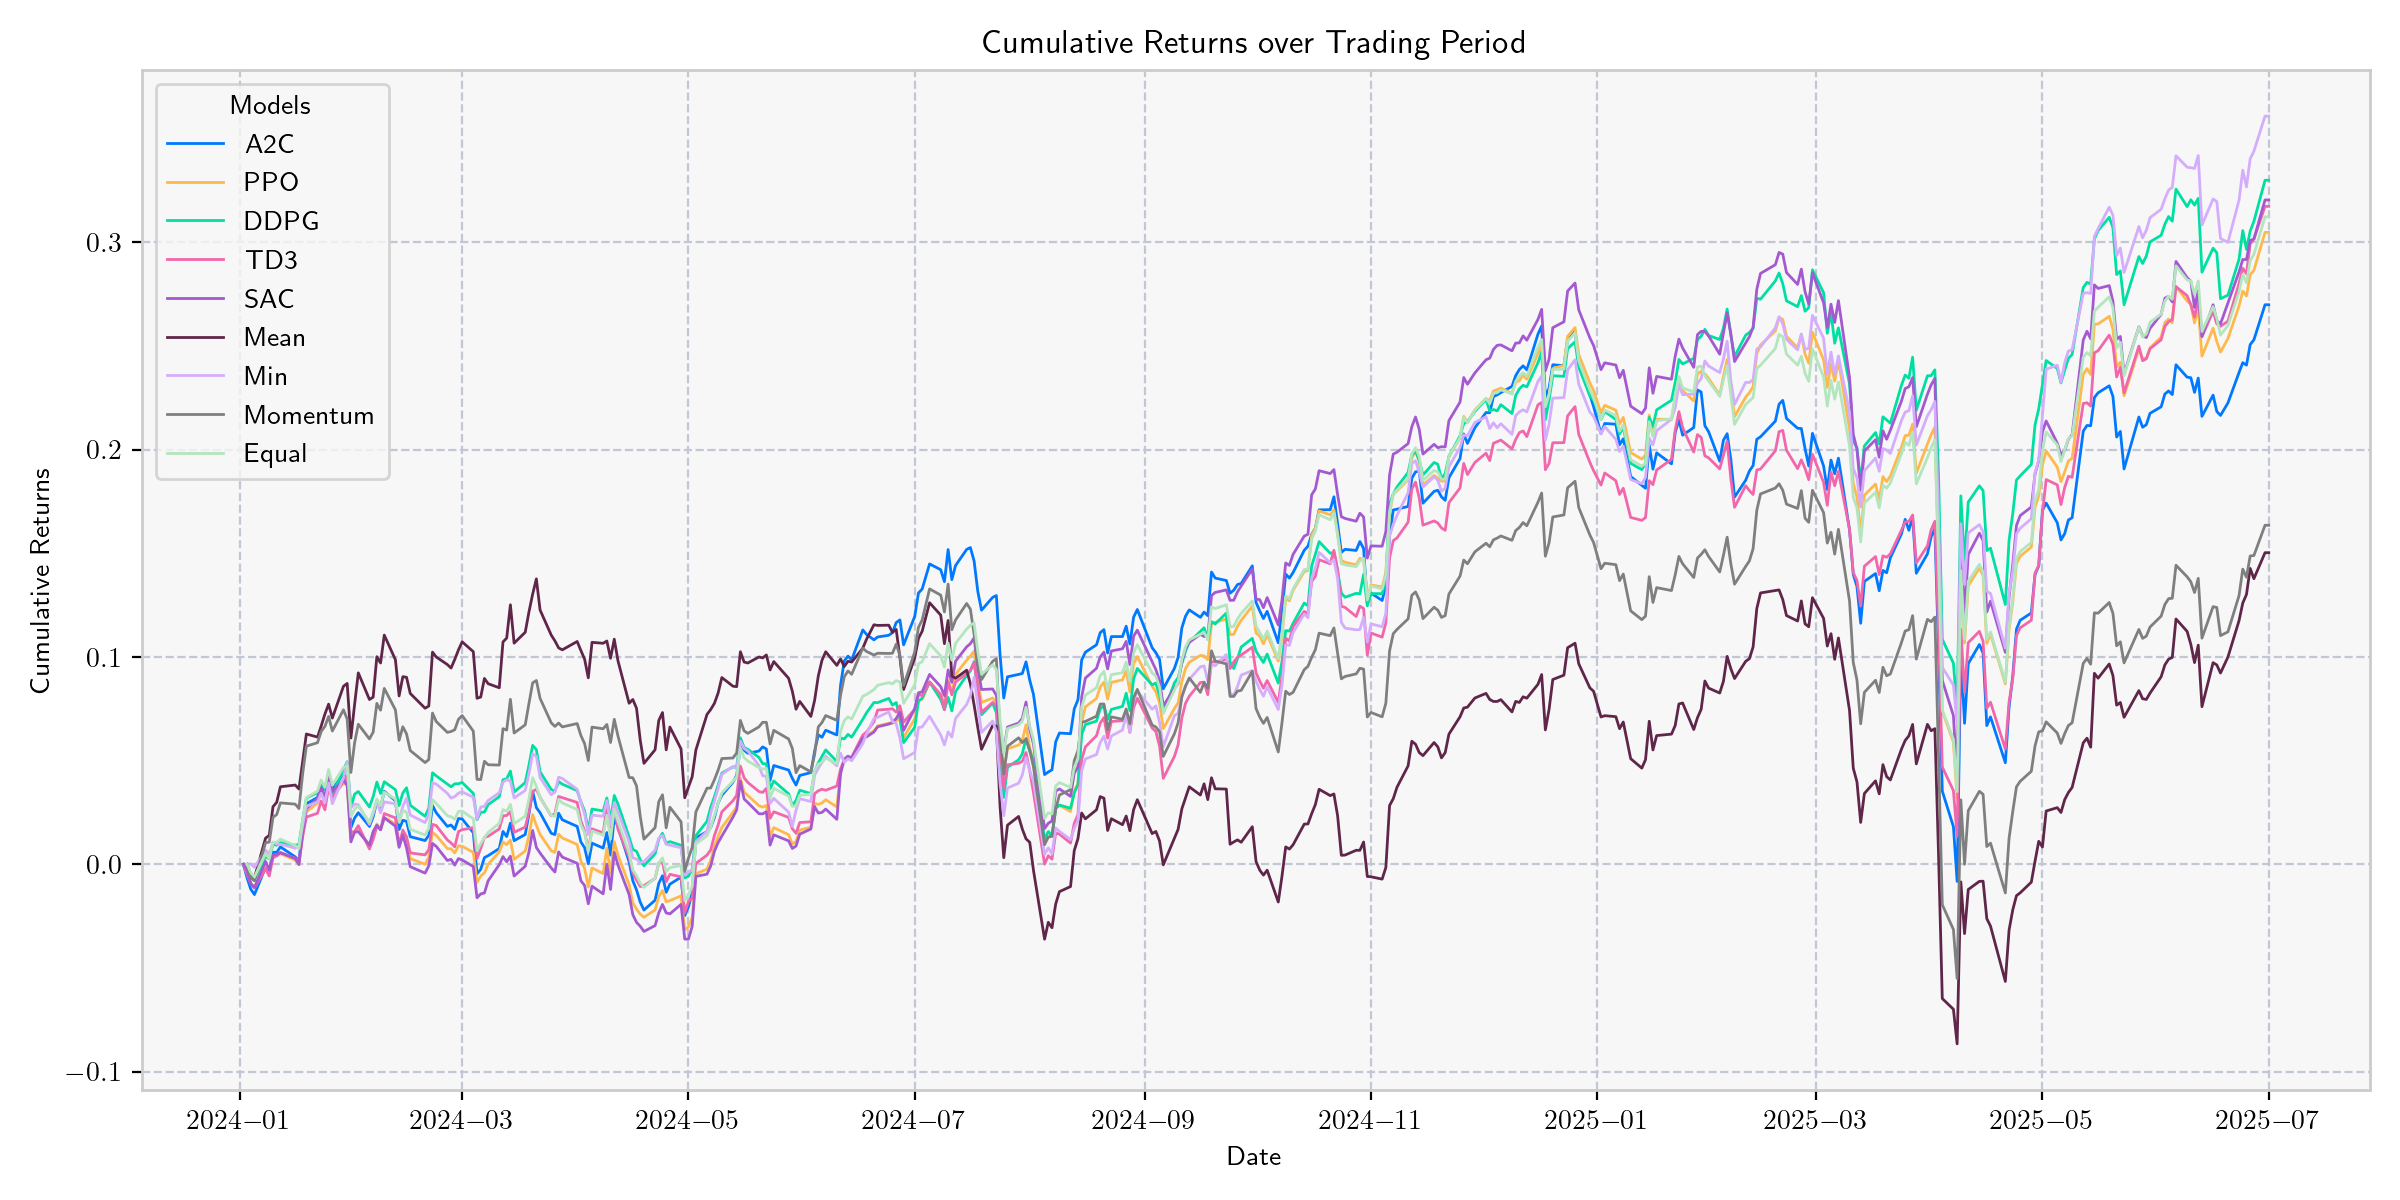 Cumulative Returns over Trading Period
Models
A2C
PPO
DDPG
TD3
SAC
Mean
Min
Momentum
Equal
Cumulative Returns
0.3
0.2
0.1
0.0
−0.1
2024−01 2024−03 2024−05 2024−07 2024−09 2024−11 2025−01 2025−03 2025−05 2025−07
Date